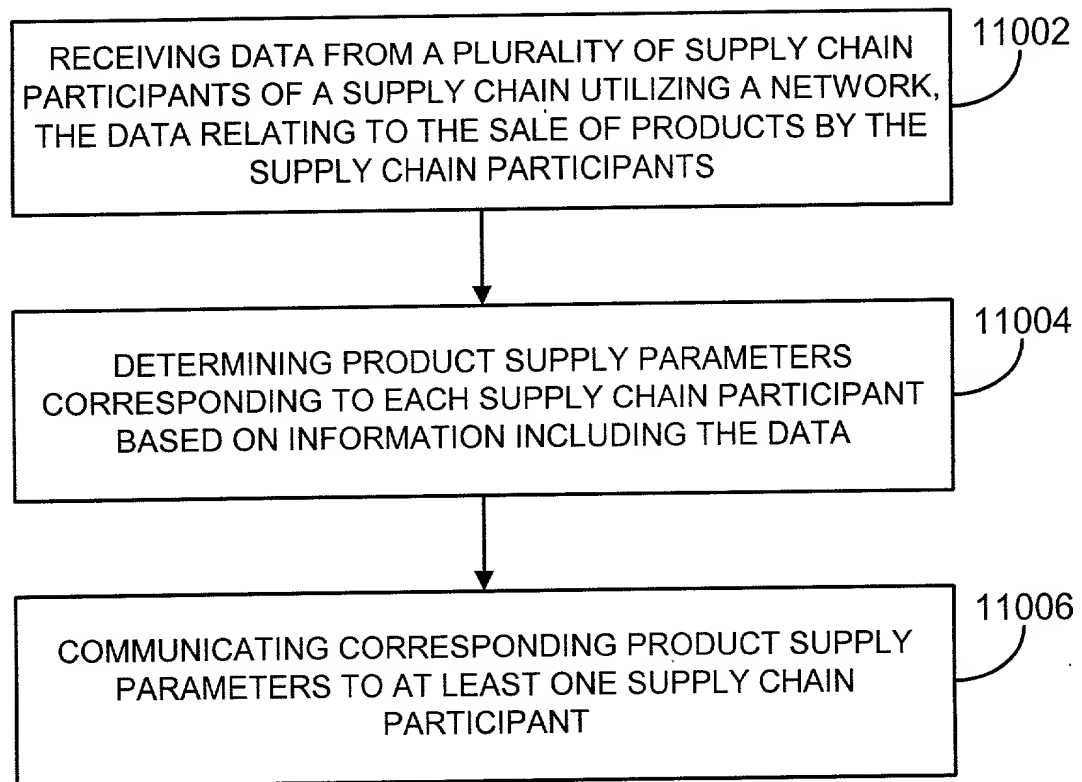 RECEIVING DATA FROM A PLURALITY OF SUPPLY CHAIN
PARTICIPANTS OF A SUPPLY CHAIN UTILIZING A NETWORK,
THE DATA RELATING TO THE SALE OF PRODUCTS BY THE
SUPPLY CHAIN PARTICIPANTS
11002
DETERMINING PRODUCT SUPPLY PARAMETERS
CORRESPONDING TO EACH SUPPLY CHAIN PARTICIPANT
BASED ON INFORMATION INCLUDING THE DATA
11004
COMMUNICATING CORRESPONDING PRODUCT SUPPLY
PARAMETERS TO AT LEAST ONE SUPPLY CHAIN
PARTICIPANT
11006